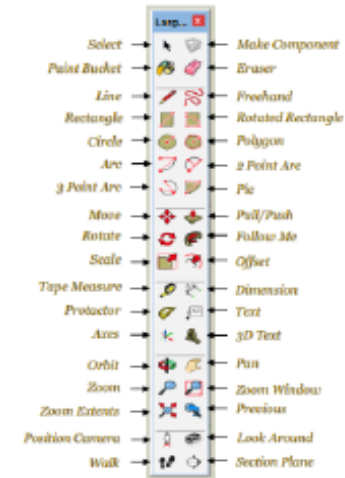 Larg...
Select Make Component
Paint Bucket Eraser
Line Freehand
Rectangle Rotated Rectangle
Circle Polygon
Arc 2 Point Arc
3 Point Arc Pie
Move Pull/Push
Rotate Follow Me
Scale Offset
Tape Measure Dimension
Protactor Text
Axes 3D Text
Orbit Pan
Zoom Zoom Window
Zoom Extents Previous
Position Camera Look Around
Walk Section Plane